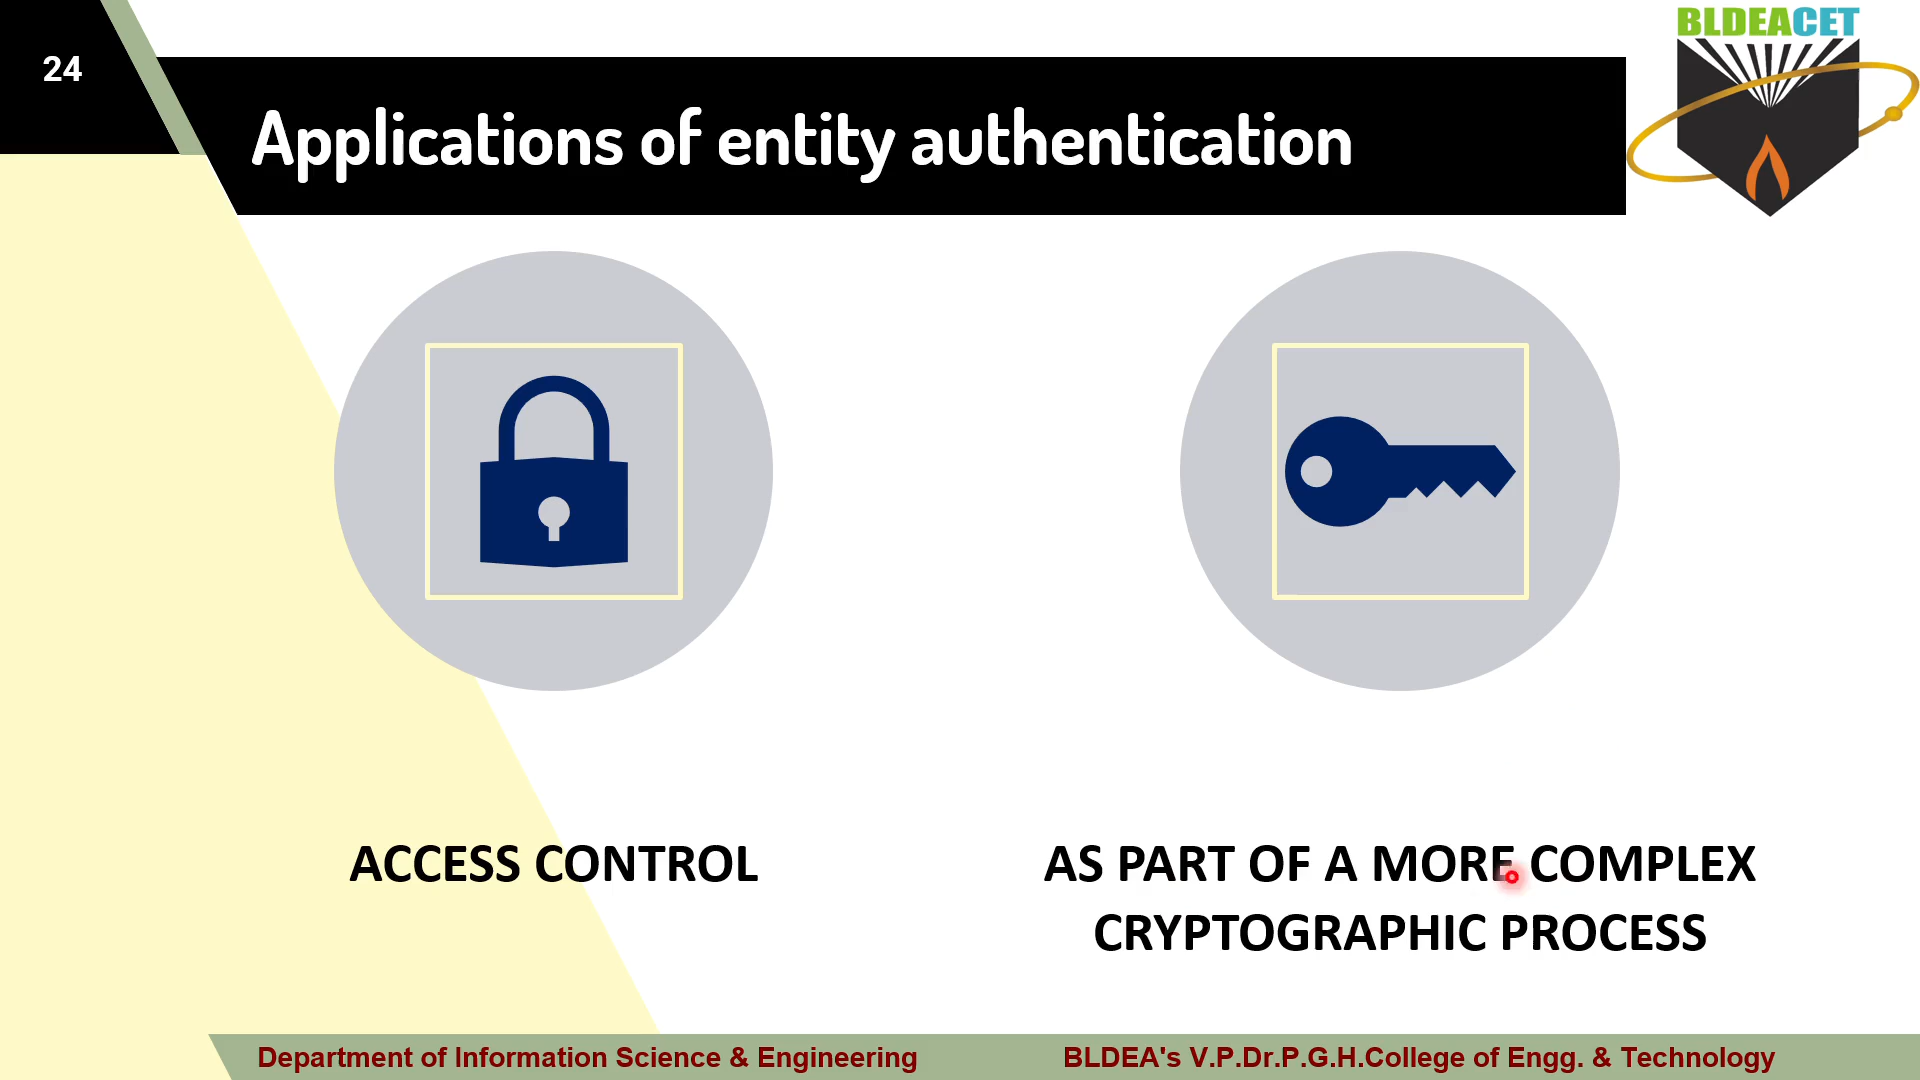 24
BLDEACET
Applications of entity authentication
ACCESS CONTROL
AS PART OF A MORE COMPLEX
CRYPTOGRAPHIC PROCESS
Department of Information Science & Engineering
BLDEA's V.P.Dr.P.G.H.College of Engg. & Technology